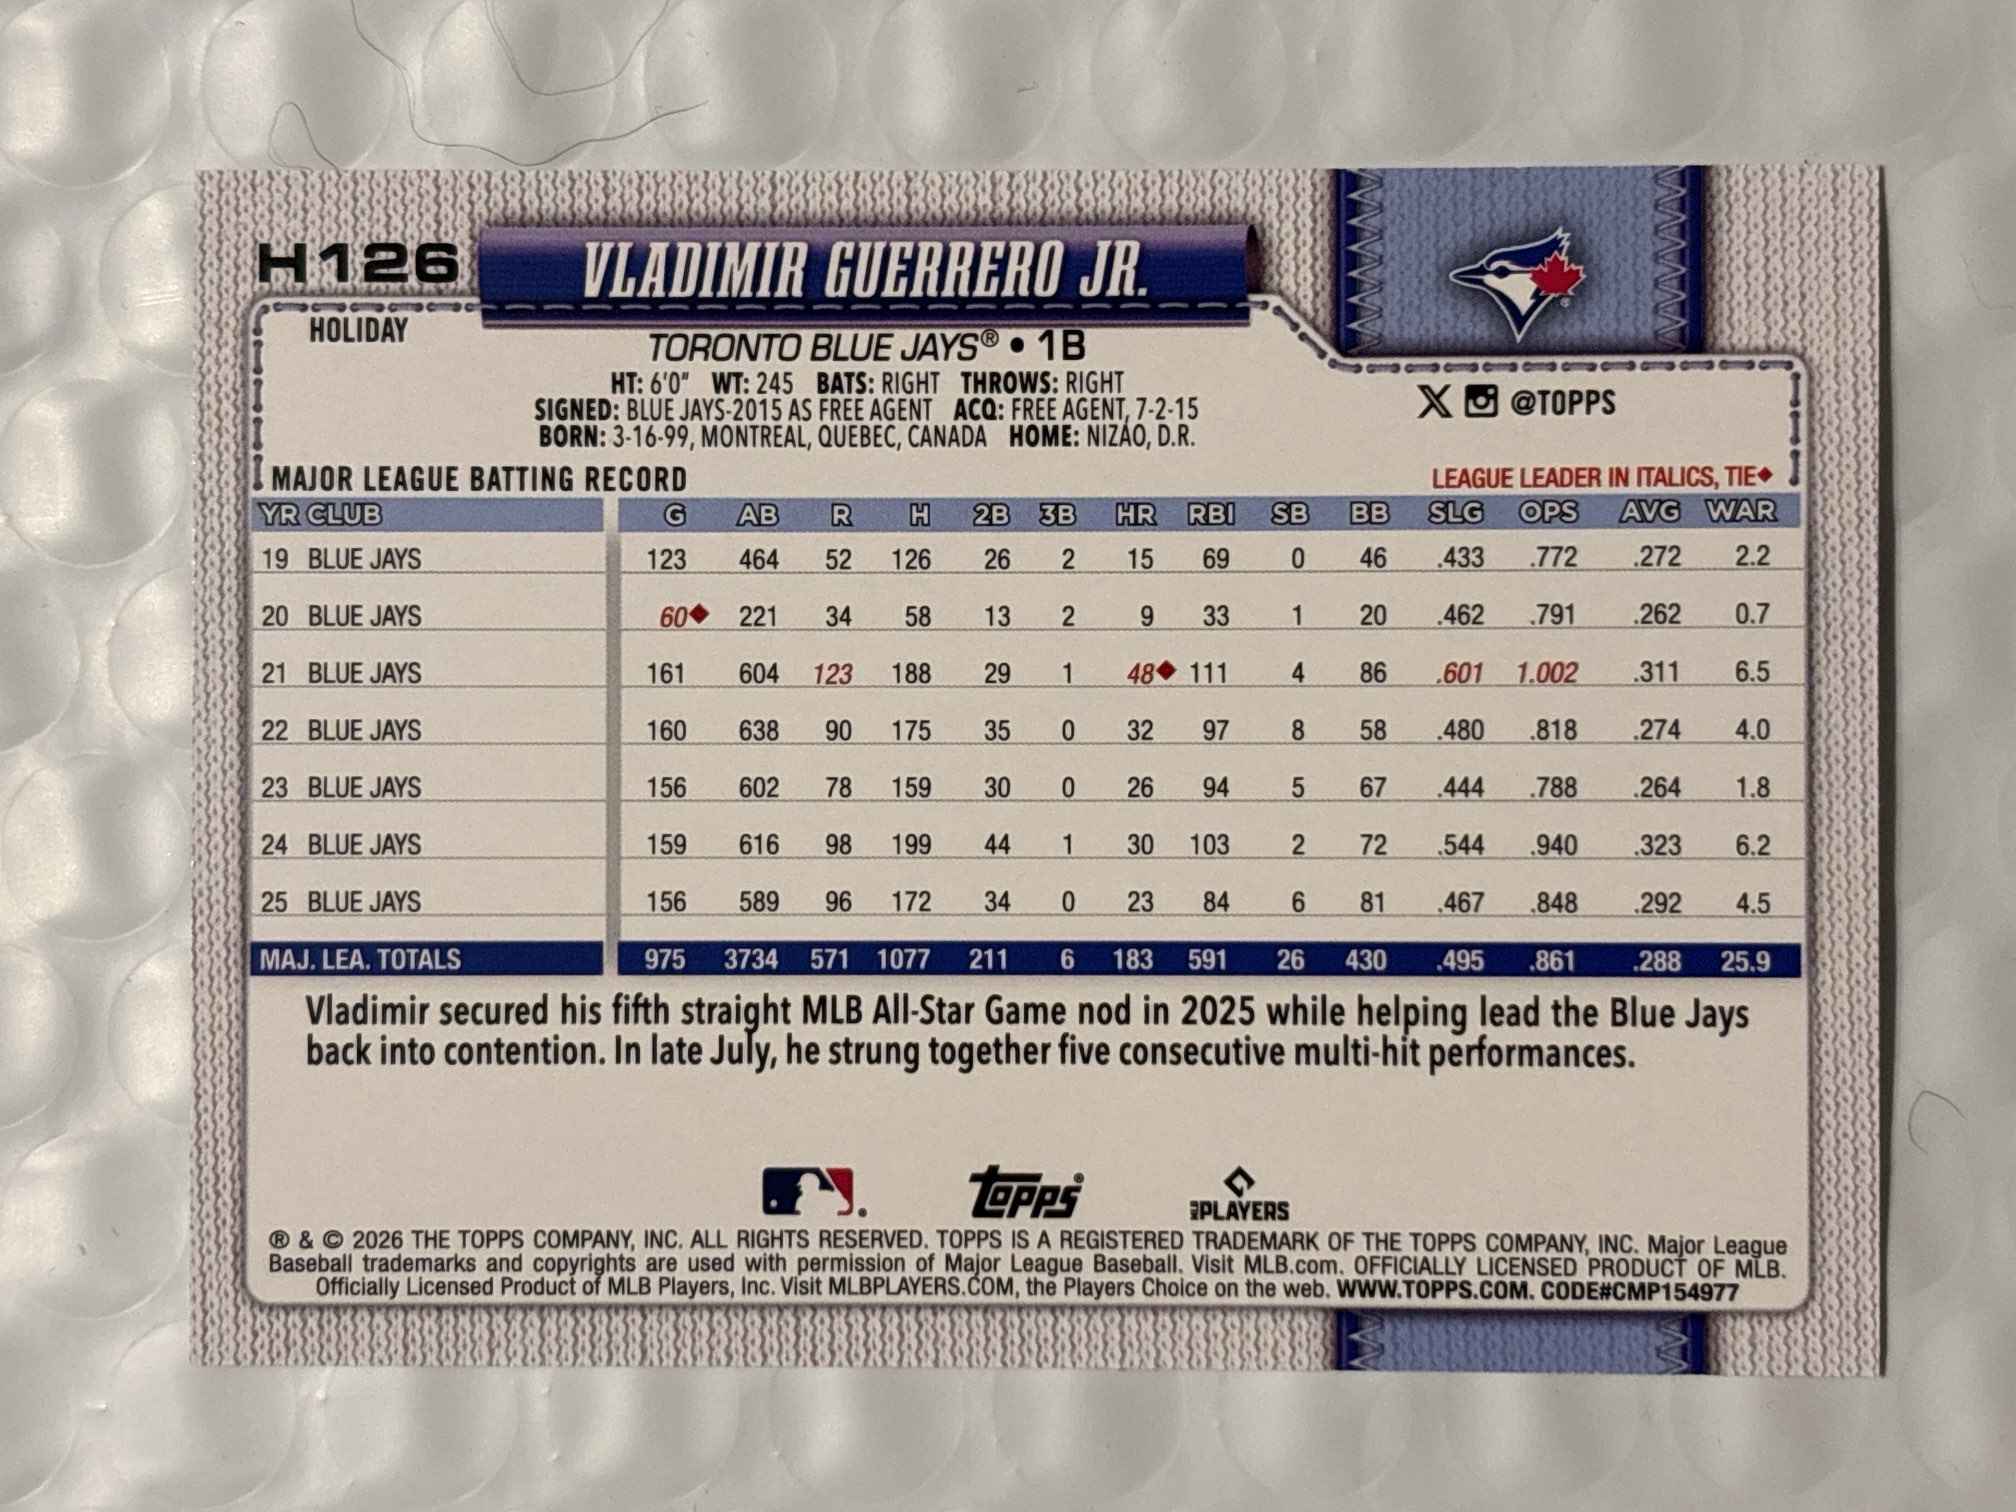 H126
VLADIMIR GUERRERO JR.
HOLIDAY
TORONTO BLUE JAYS® • 1B
HT: 6'0" WT: 245 BATS: RIGHT THROWS: RIGHT
SIGNED: BLUE JAYS-2015 AS FREE AGENT ACQ: FREE AGENT, 7-2-15
BORN: 3-16-99, MONTREAL, QUEBEC, CANADA HOME: NIZAO, D.R.
X @TOPPS
MAJOR LEAGUE BATTING RECORD LEAGUE LEADER IN ITALICS, TIE◆
YR CLUB G AB R H 2B 3B HR RBI SB BB SLG OPS AVG WAR
19 BLUE JAYS 123 464 52 126 26 2 15 69 0 46 .433 .772 .272 2.2
20 BLUE JAYS 60◆ 221 34 58 13 2 9 33 1 20 .462 .791 .262 0.7
21 BLUE JAYS 161 604 123 188 29 1 48◆ 111 4 86 .601 1.002 .311 6.5
22 BLUE JAYS 160 638 90 175 35 0 32 97 8 58 .480 .818 .274 4.0
23 BLUE JAYS 156 602 78 159 30 0 26 94 5 67 .444 .788 .264 1.8
24 BLUE JAYS 159 616 98 199 44 1 30 103 2 72 .544 .940 .323 6.2
25 BLUE JAYS 156 589 96 172 34 0 23 84 6 81 .467 .848 .292 4.5
MAJ. LEA. TOTALS 975 3734 571 1077 211 6 183 591 26 430 .495 .861 .288 25.9
Vladimir secured his fifth straight MLB All-Star Game nod in 2025 while helping lead the Blue Jays
back into contention. In late July, he strung together five consecutive multi-hit performances.
Topps®
MLB PLAYERS
® & © 2026 THE TOPPS COMPANY, INC. ALL RIGHTS RESERVED. TOPPS IS A REGISTERED TRADEMARK OF THE TOPPS COMPANY, INC. Major League
Baseball trademarks and copyrights are used with permission of Major League Baseball. Visit MLB.com. OFFICIALLY LICENSED PRODUCT OF MLB.
Officially Licensed Product of MLB Players, Inc. Visit MLBPLAYERS.COM, the Players Choice on the web. WWW.TOPPS.COM. CODE#CMP154977